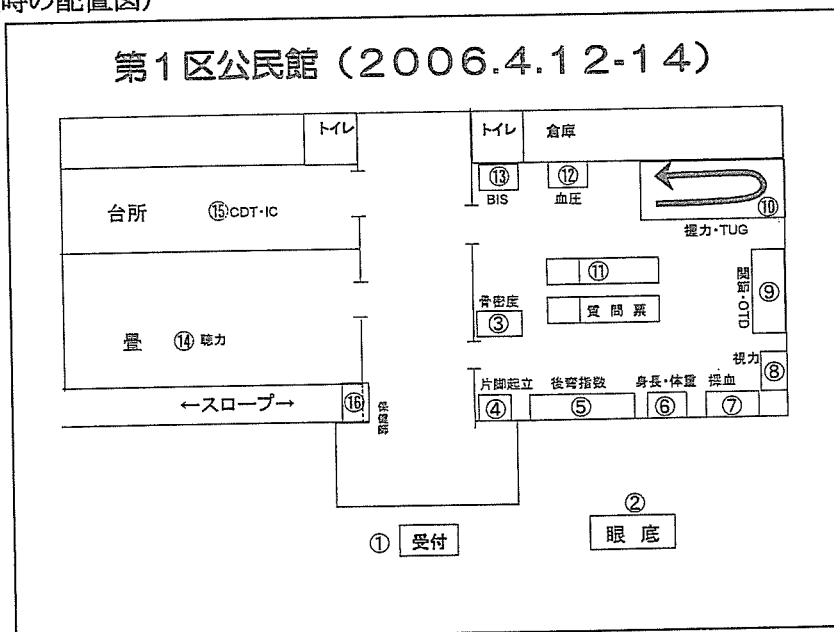 時の配置図）
第1区公民館（2006.4.12-14）
トイレ
トイレ
倉庫
⑬
BIS
⑫
血圧
⑩
握力・TUG
台所
⑮CDT・IC
⑪
質問票
関節・OTD
⑨
骨密度
③
畳
⑭聴力
視力
⑧
片脚起立
④
後弯指数
⑤
身長・体重
⑥
採血
⑦
←スロープ→
⑯
保健師
①
受付
②
眼底